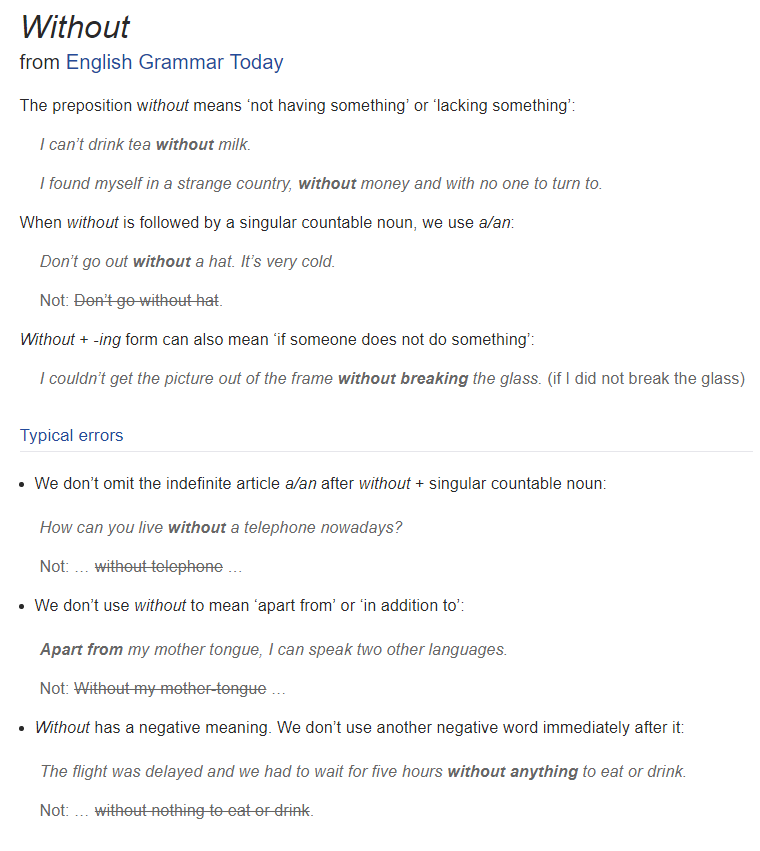 Without
from English Grammar Today
The preposition without means ‘not having something’ or ‘lacking something’:
I can’t drink tea without milk.
I found myself in a strange country, without money and with no one to turn to.
When without is followed by a singular countable noun, we use a/an:
Don’t go out without a hat. It’s very cold.
Not: Don’t go without hat.
Without + -ing form can also mean ‘if someone does not do something’:
I couldn’t get the picture out of the frame without breaking the glass. (if I did not break the glass)
Typical errors
• We don’t omit the indefinite article a/an after without + singular countable noun:
How can you live without a telephone nowadays?
Not: … without telephone …
• We don’t use without to mean ‘apart from’ or ‘in addition to’:
Apart from my mother tongue, I can speak two other languages.
Not: Without my mother-tongue …
• Without has a negative meaning. We don’t use another negative word immediately after it:
The flight was delayed and we had to wait for five hours without anything to eat or drink.
Not: … without nothing to eat or drink.